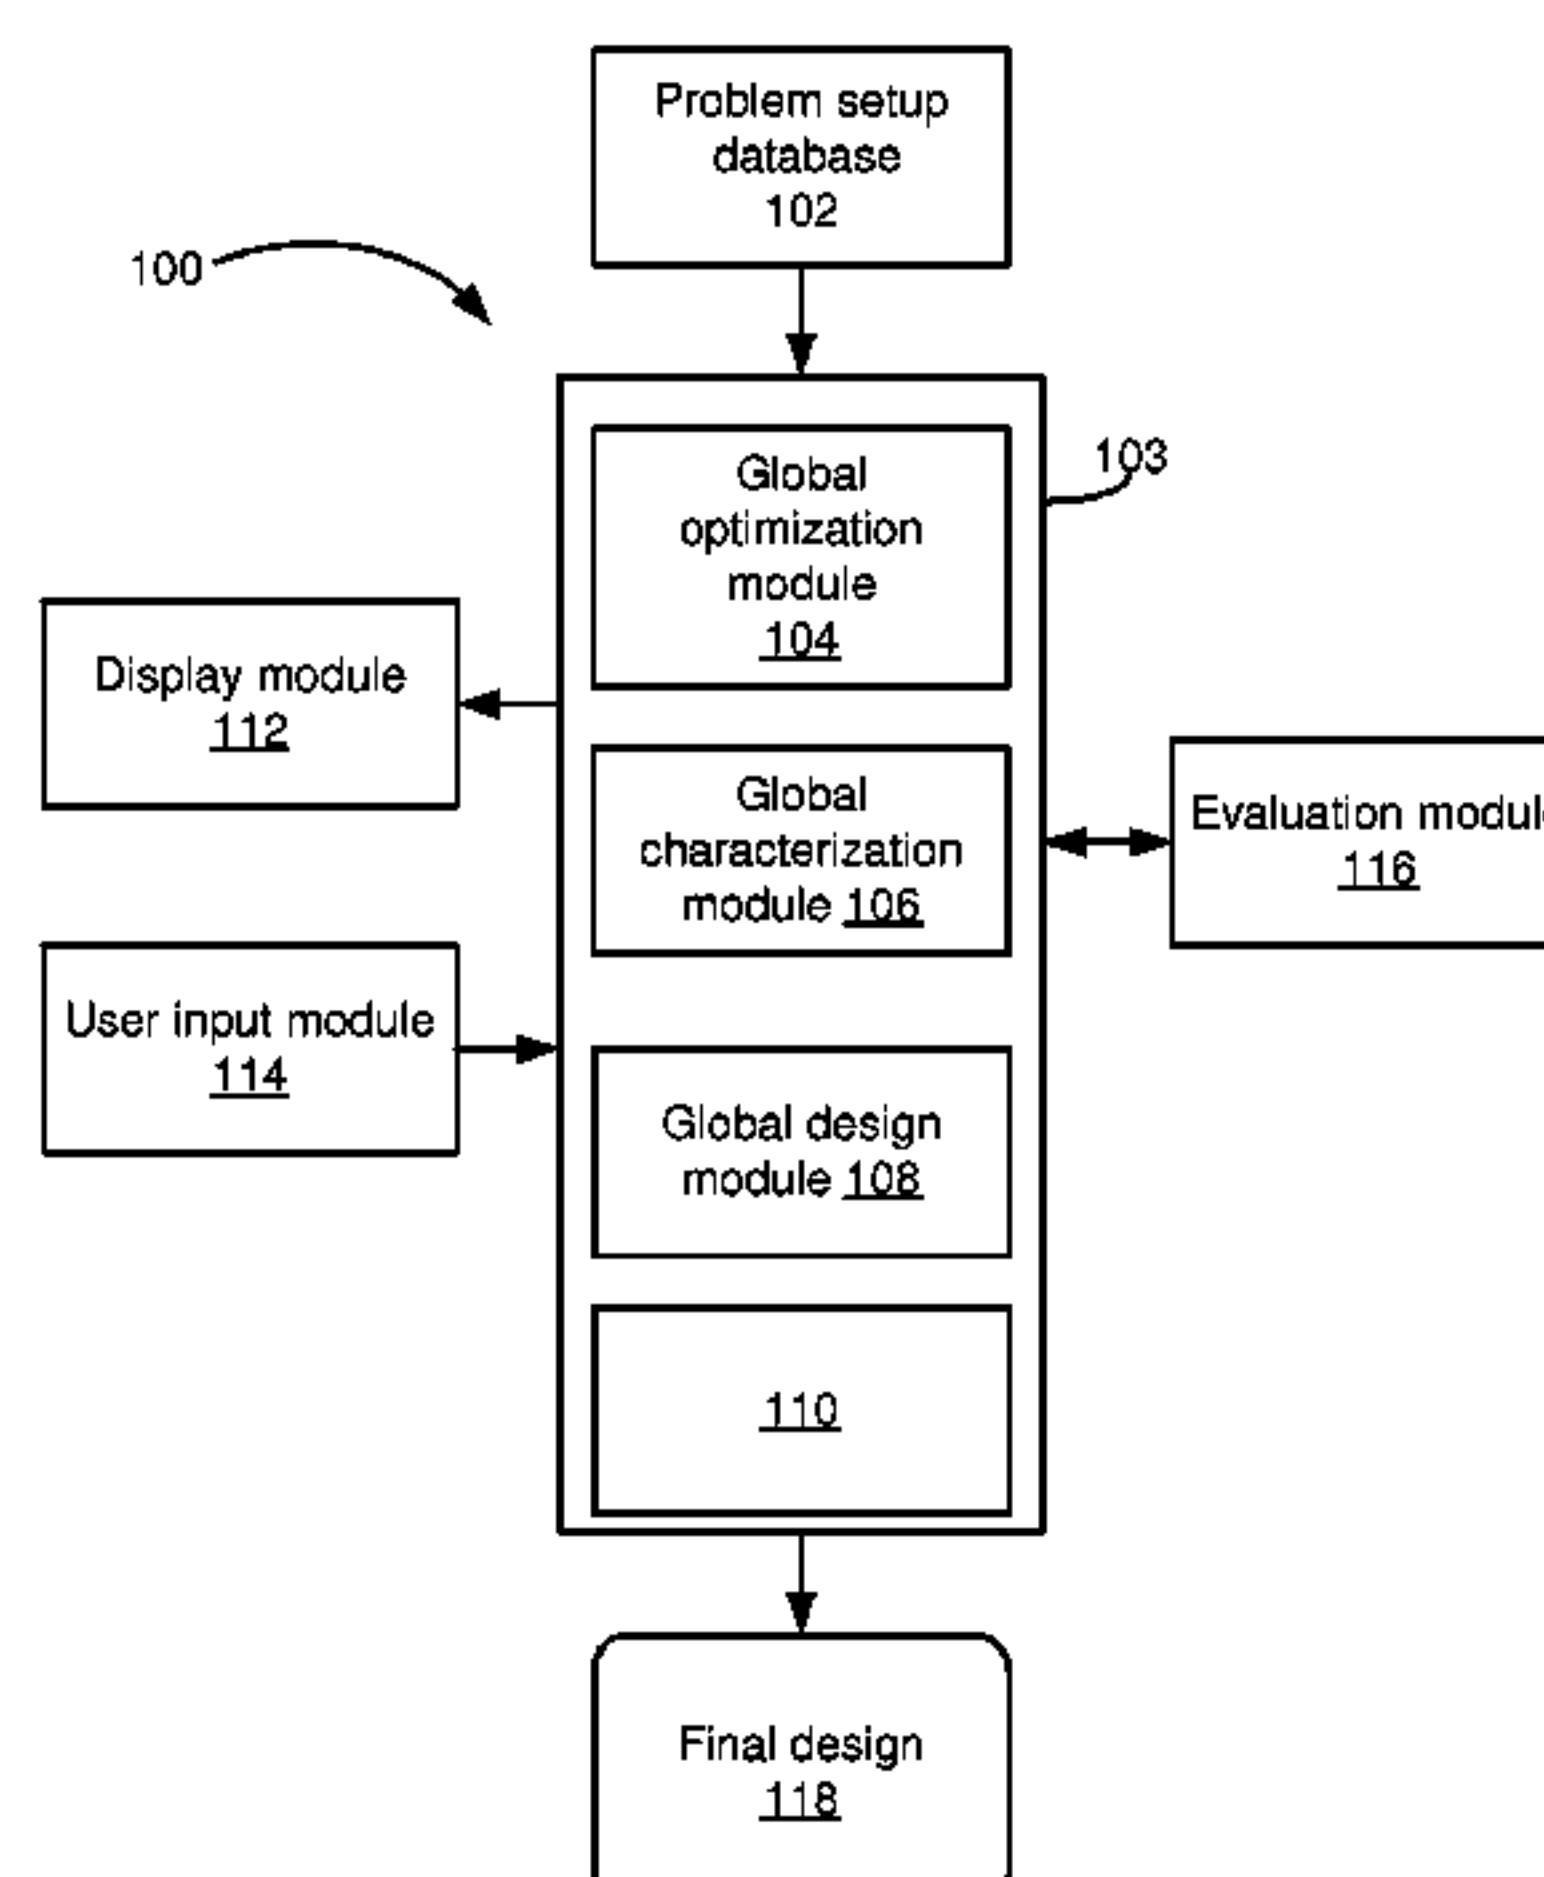 Problem setup
database
102
100
103
Global
optimization
module
104
Display module
112
Global
characterization
module 106
Evaluation modul
116
User input module
114
Global design
module 108
110
Final design
118